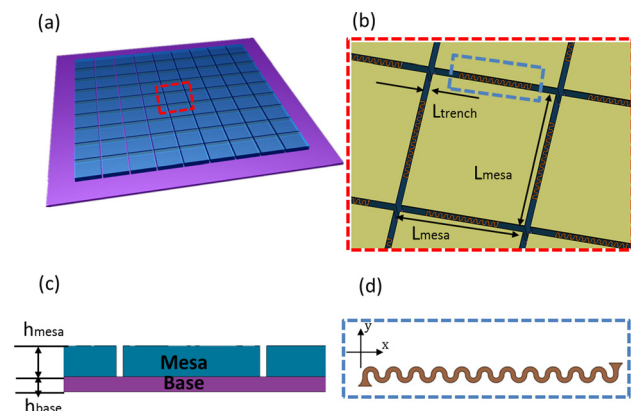 (a)
(b)
Ltrench
Lmesa
Lmesa
(c)
(d)
hmesa
Mesa
Base
hbase
y
x